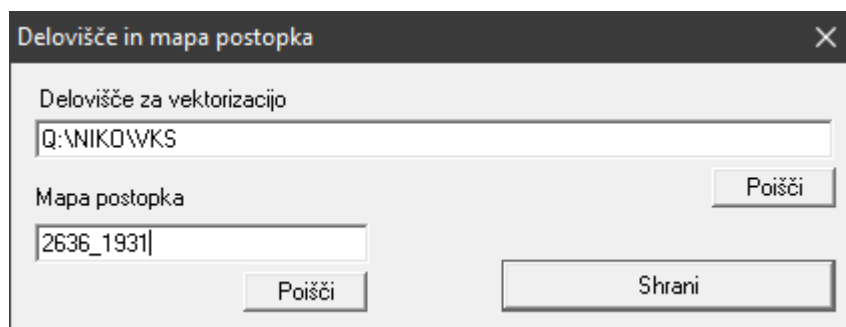 Delovišče in mapa postopka
Delovišče za vektorizacijo
Q:\NIKO\VKS
Poišči
Mapa postopka
2636_1931
Poišči
Shrani